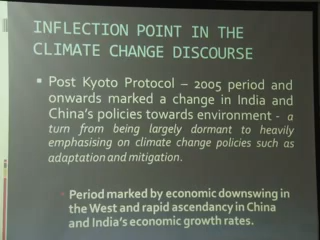 INFLECTION POINT IN THE
CLIMATE CHANGE DISCOURSE
Post Kyoto Protocol – 2005 period and
onwards marked a change in India and
China's policies towards environment - a
turn from being largely dormant to heavily
emphasising on climate change policies such as
adaptation and mitigation.
- Period marked by economic downswing in
the West and rapid ascendancy in China
and India's economic growth rates.